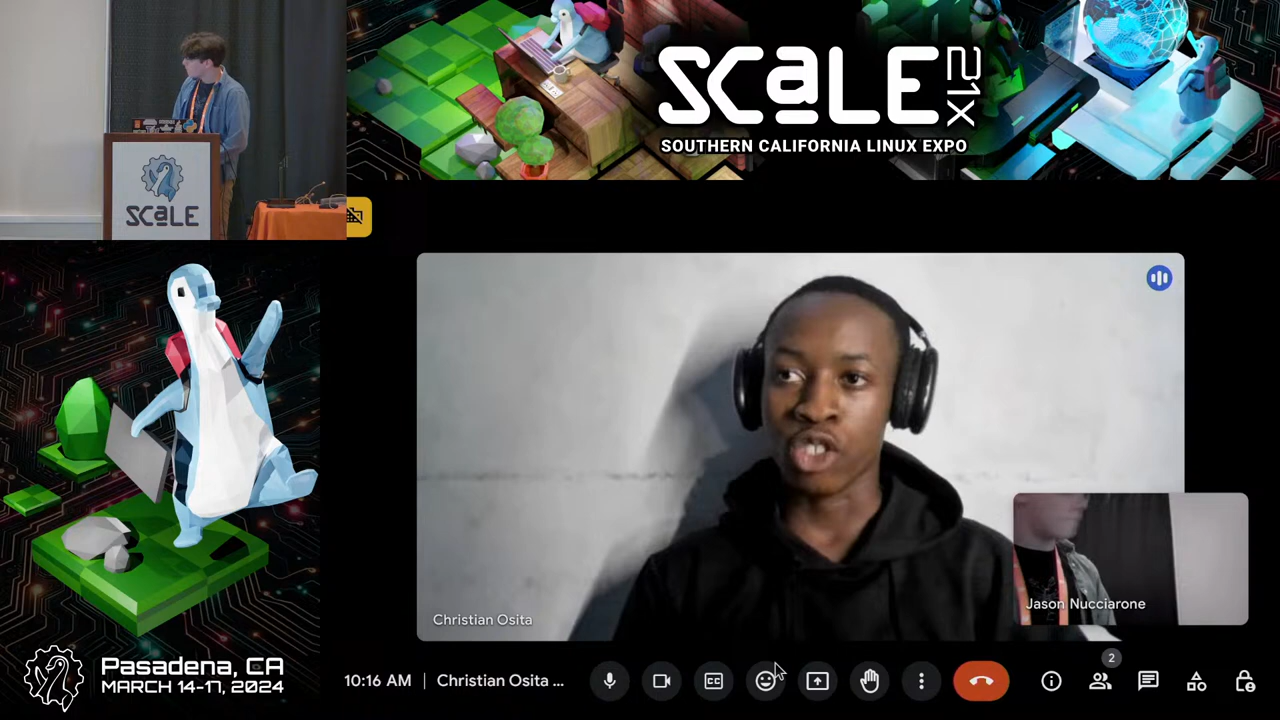 SCaLE 21X
SOUTHERN CALIFORNIA LINUX EXPO
SCaLE
Christian Osita
Jason Nucciarone
Pasadena, CA
MARCH 14-17, 2024
10:16 AM | Christian Osita ...
CC
2